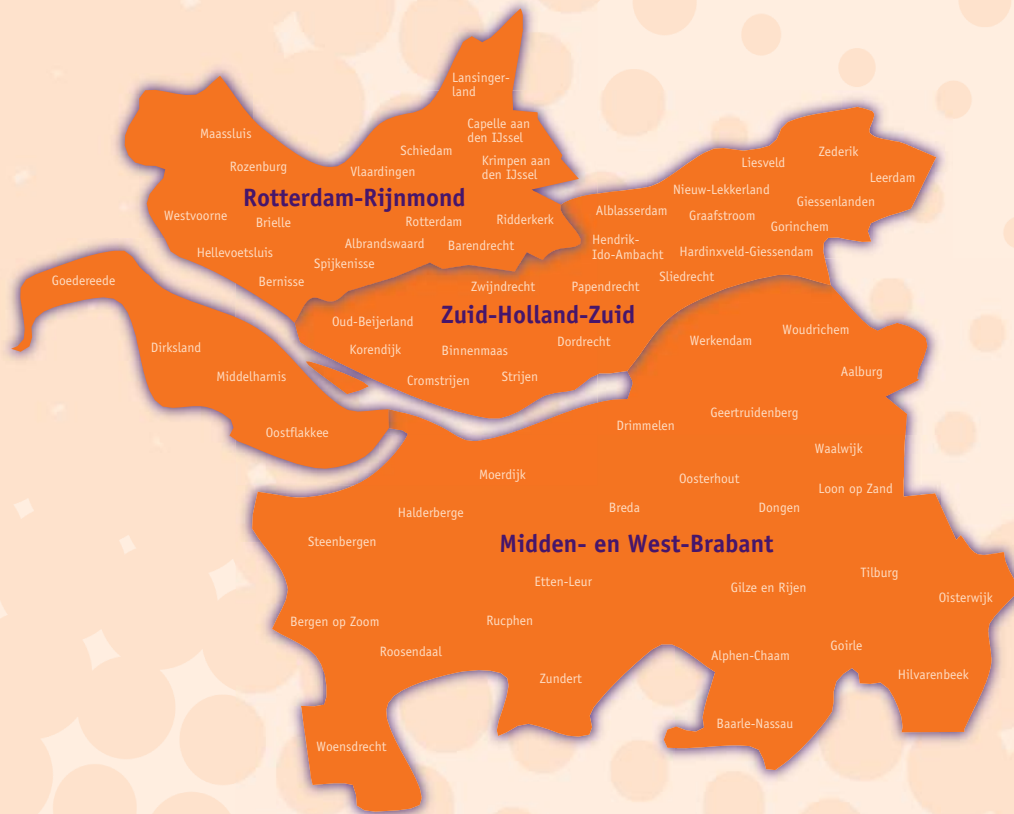 Lansinger-
land
Maassluis
Capelle aan
den IJssel
Schiedam
Rozenburg
Vlaardingen
Krimpen aan
den IJssel
Rotterdam-Rijnmond
Westvoorne
Brielle
Rotterdam
Ridderkerk
Hellevoetsluis
Albrandswaard
Barendrecht
Spijkenisse
Bernisse
Goedereede
Dirksland
Middelharnis
Oostflakkee
Zederik
Liesveld
Leerdam
Nieuw-Lekkerland
Giessenlanden
Alblasserdam
Graafstroom
Gorinchem
Hendrik-
Ido-Ambacht
Hardinxveld-Giessendam
Sliedrecht
Zwijndrecht
Papendrecht
Zuid-Holland-Zuid
Oud-Beijerland
Korendijk
Binnenmaas
Dordrecht
Cromstrijen
Strijen
Woudrichem
Werkendam
Aalburg
Geertruidenberg
Drimmelen
Waalwijk
Moerdijk
Oosterhout
Loon op Zand
Halderberge
Breda
Dongen
Steenbergen
Midden- en West-Brabant
Etten-Leur
Gilze en Rijen
Tilburg
Oisterwijk
Bergen op Zoom
Rucphen
Roosendaal
Alphen-Chaam
Goirle
Zundert
Hilvarenbeek
Baarle-Nassau
Woensdrecht